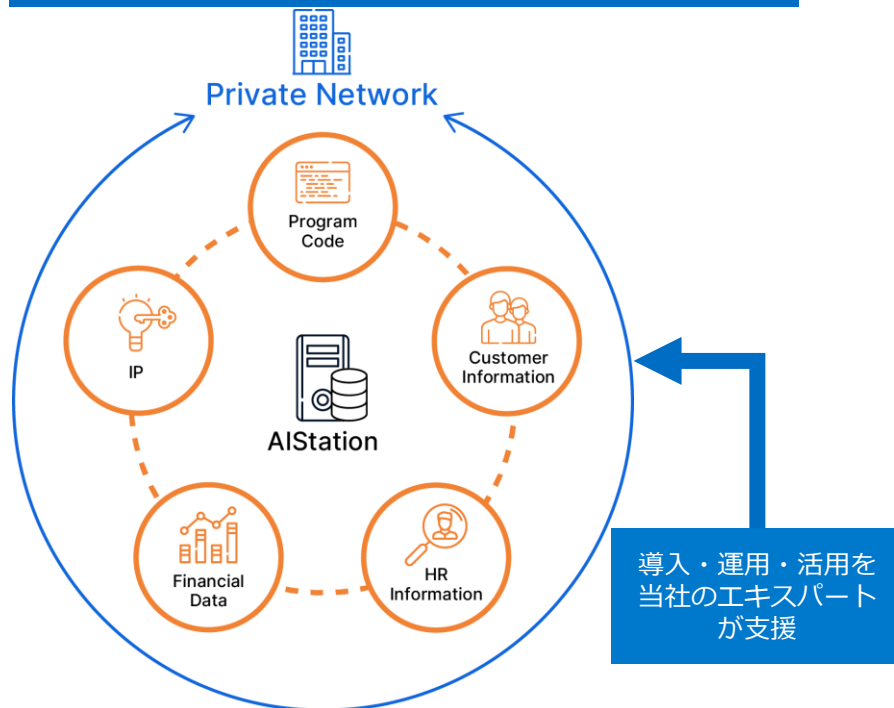 Private Network
Program
Code
IP
Customer
Information
AIStation
Financial
Data
HR
Information
導入・運用・活用を
当社のエキスパート
が支援